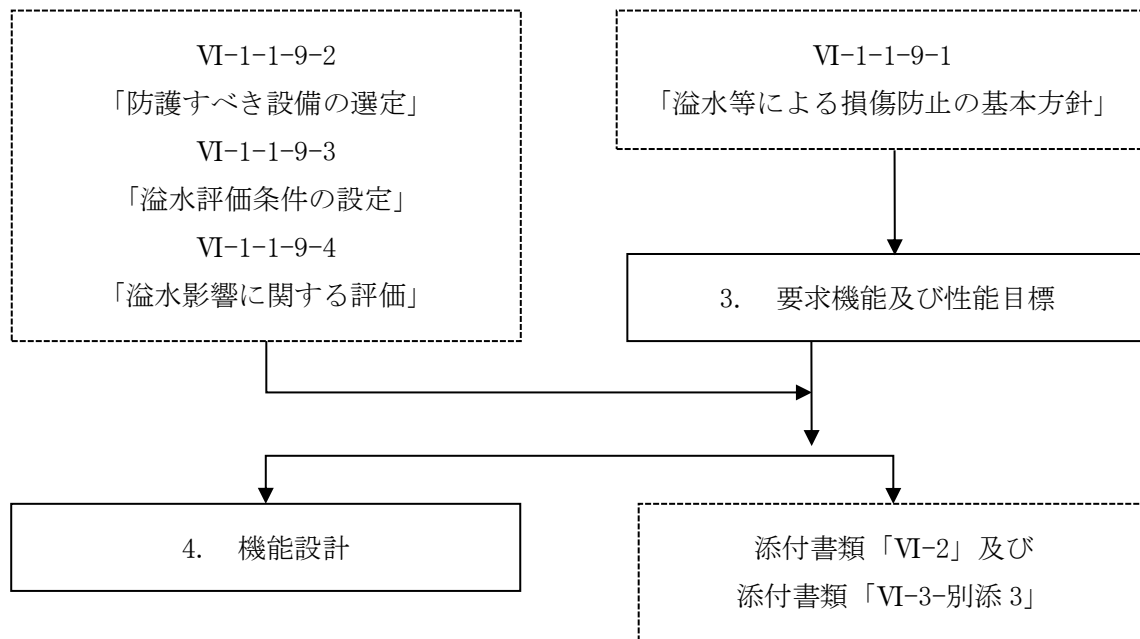 Ⅵ-1-1-9-2
「防護すべき設備の選定」
Ⅵ-1-1-9-3
「溢水評価条件の設定」
Ⅵ-1-1-9-4
「溢水影響に関する評価」
Ⅵ-1-1-9-1
「溢水等による損傷防止の基本方針」
3. 要求機能及び性能目標
4. 機能設計
添付書類「Ⅵ-2」及び
添付書類「Ⅵ-3-別添 3」